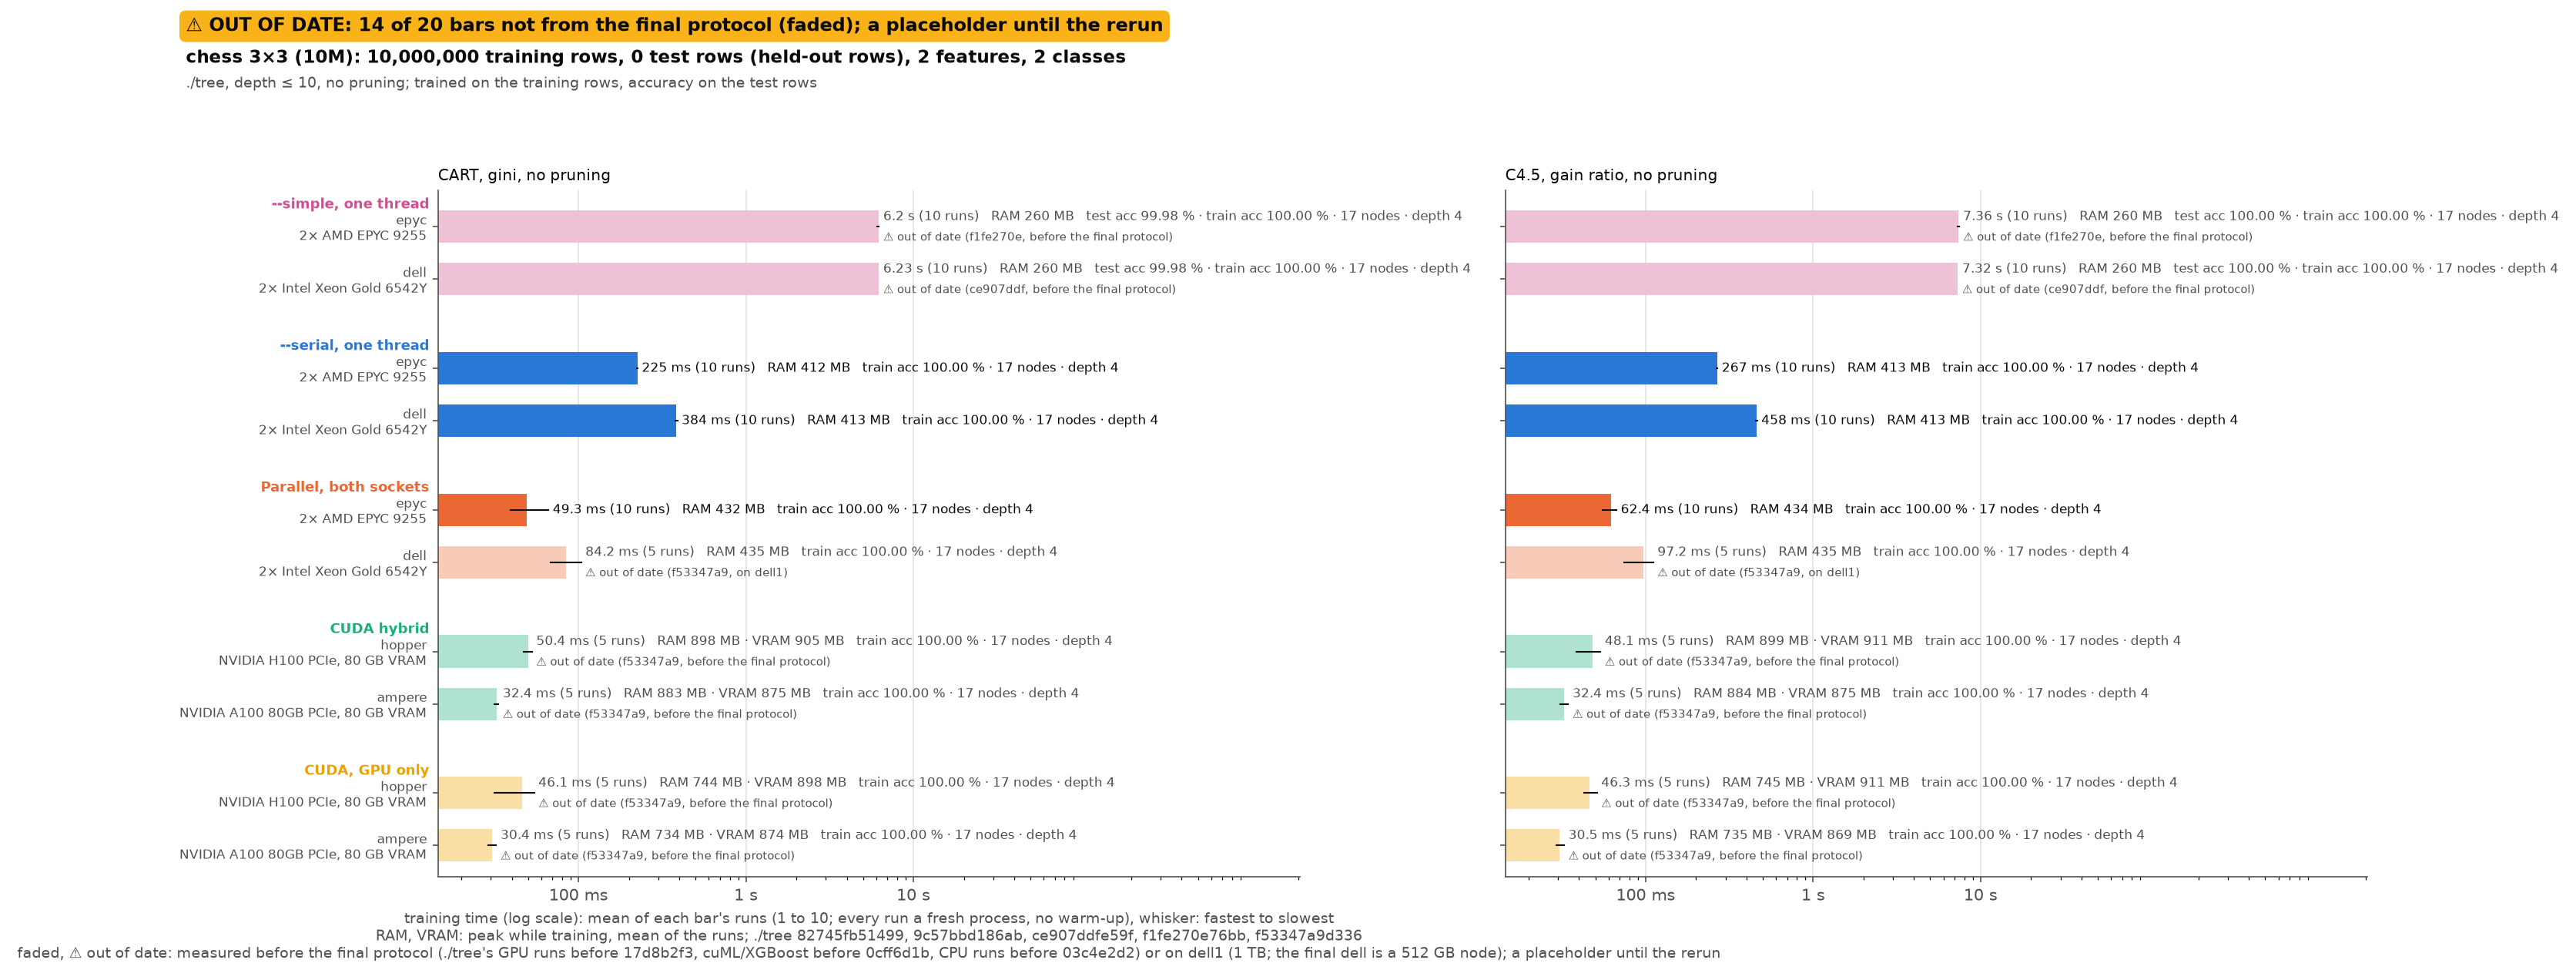 ⚠ OUT OF DATE: 14 of 20 bars not from the final protocol (faded); a placeholder until the rerun
chess 3×3 (10M): 10,000,000 training rows, 0 test rows (held-out rows), 2 features, 2 classes
./tree, depth ≤ 10, no pruning; trained on the training rows, accuracy on the test rows
CART, gini, no pruning
--simple, one thread
epyc
2× AMD EPYC 9255
6.2 s (10 runs)   RAM 260 MB   test acc 99.98 % · train acc 100.00 % · 17 nodes · depth 4
⚠ out of date (f1fe270e, before the final protocol)
dell
2× Intel Xeon Gold 6542Y
6.23 s (10 runs)   RAM 260 MB   test acc 99.98 % · train acc 100.00 % · 17 nodes · depth 4
⚠ out of date (ce907ddf, before the final protocol)
--serial, one thread
epyc
2× AMD EPYC 9255
225 ms (10 runs)   RAM 412 MB   train acc 100.00 % · 17 nodes · depth 4
dell
2× Intel Xeon Gold 6542Y
384 ms (10 runs)   RAM 413 MB   train acc 100.00 % · 17 nodes · depth 4
Parallel, both sockets
epyc
2× AMD EPYC 9255
49.3 ms (10 runs)   RAM 432 MB   train acc 100.00 % · 17 nodes · depth 4
dell
2× Intel Xeon Gold 6542Y
84.2 ms (5 runs)   RAM 435 MB   train acc 100.00 % · 17 nodes · depth 4
⚠ out of date (f53347a9, on dell1)
CUDA hybrid
hopper
NVIDIA H100 PCIe, 80 GB VRAM
50.4 ms (5 runs)   RAM 898 MB · VRAM 905 MB   train acc 100.00 % · 17 nodes · depth 4
⚠ out of date (f53347a9, before the final protocol)
ampere
NVIDIA A100 80GB PCIe, 80 GB VRAM
32.4 ms (5 runs)   RAM 883 MB · VRAM 875 MB   train acc 100.00 % · 17 nodes · depth 4
⚠ out of date (f53347a9, before the final protocol)
CUDA, GPU only
hopper
NVIDIA H100 PCIe, 80 GB VRAM
46.1 ms (5 runs)   RAM 744 MB · VRAM 898 MB   train acc 100.00 % · 17 nodes · depth 4
⚠ out of date (f53347a9, before the final protocol)
ampere
NVIDIA A100 80GB PCIe, 80 GB VRAM
30.4 ms (5 runs)   RAM 734 MB · VRAM 874 MB   train acc 100.00 % · 17 nodes · depth 4
⚠ out of date (f53347a9, before the final protocol)
100 ms   1 s   10 s
C4.5, gain ratio, no pruning
7.36 s (10 runs)   RAM 260 MB   test acc 100.00 % · train acc 100.00 % · 17 nodes · depth 4
⚠ out of date (f1fe270e, before the final protocol)
7.32 s (10 runs)   RAM 260 MB   test acc 100.00 % · train acc 100.00 % · 17 nodes · depth 4
⚠ out of date (ce907ddf, before the final protocol)
267 ms (10 runs)   RAM 413 MB   train acc 100.00 % · 17 nodes · depth 4
458 ms (10 runs)   RAM 413 MB   train acc 100.00 % · 17 nodes · depth 4
62.4 ms (10 runs)   RAM 434 MB   train acc 100.00 % · 17 nodes · depth 4
97.2 ms (5 runs)   RAM 435 MB   train acc 100.00 % · 17 nodes · depth 4
⚠ out of date (f53347a9, on dell1)
48.1 ms (5 runs)   RAM 899 MB · VRAM 911 MB   train acc 100.00 % · 17 nodes · depth 4
⚠ out of date (f53347a9, before the final protocol)
32.4 ms (5 runs)   RAM 884 MB · VRAM 875 MB   train acc 100.00 % · 17 nodes · depth 4
⚠ out of date (f53347a9, before the final protocol)
46.3 ms (5 runs)   RAM 745 MB · VRAM 911 MB   train acc 100.00 % · 17 nodes · depth 4
⚠ out of date (f53347a9, before the final protocol)
30.5 ms (5 runs)   RAM 735 MB · VRAM 869 MB   train acc 100.00 % · 17 nodes · depth 4
⚠ out of date (f53347a9, before the final protocol)
100 ms   1 s   10 s
training time (log scale): mean of each bar's runs (1 to 10; every run a fresh process, no warm-up), whisker: fastest to slowest
RAM, VRAM: peak while training, mean of the runs; ./tree 82745fb51499, 9c57bbd186ab, ce907ddfe59f, f1fe270e76bb, f53347a9d336
faded, ⚠ out of date: measured before the final protocol (./tree's GPU runs before 17d8b2f3, cuML/XGBoost before 0cff6d1b, CPU runs before 03c4e2d2) or on dell1 (1 TB; the final dell is a 512 GB node); a placeholder until the rerun